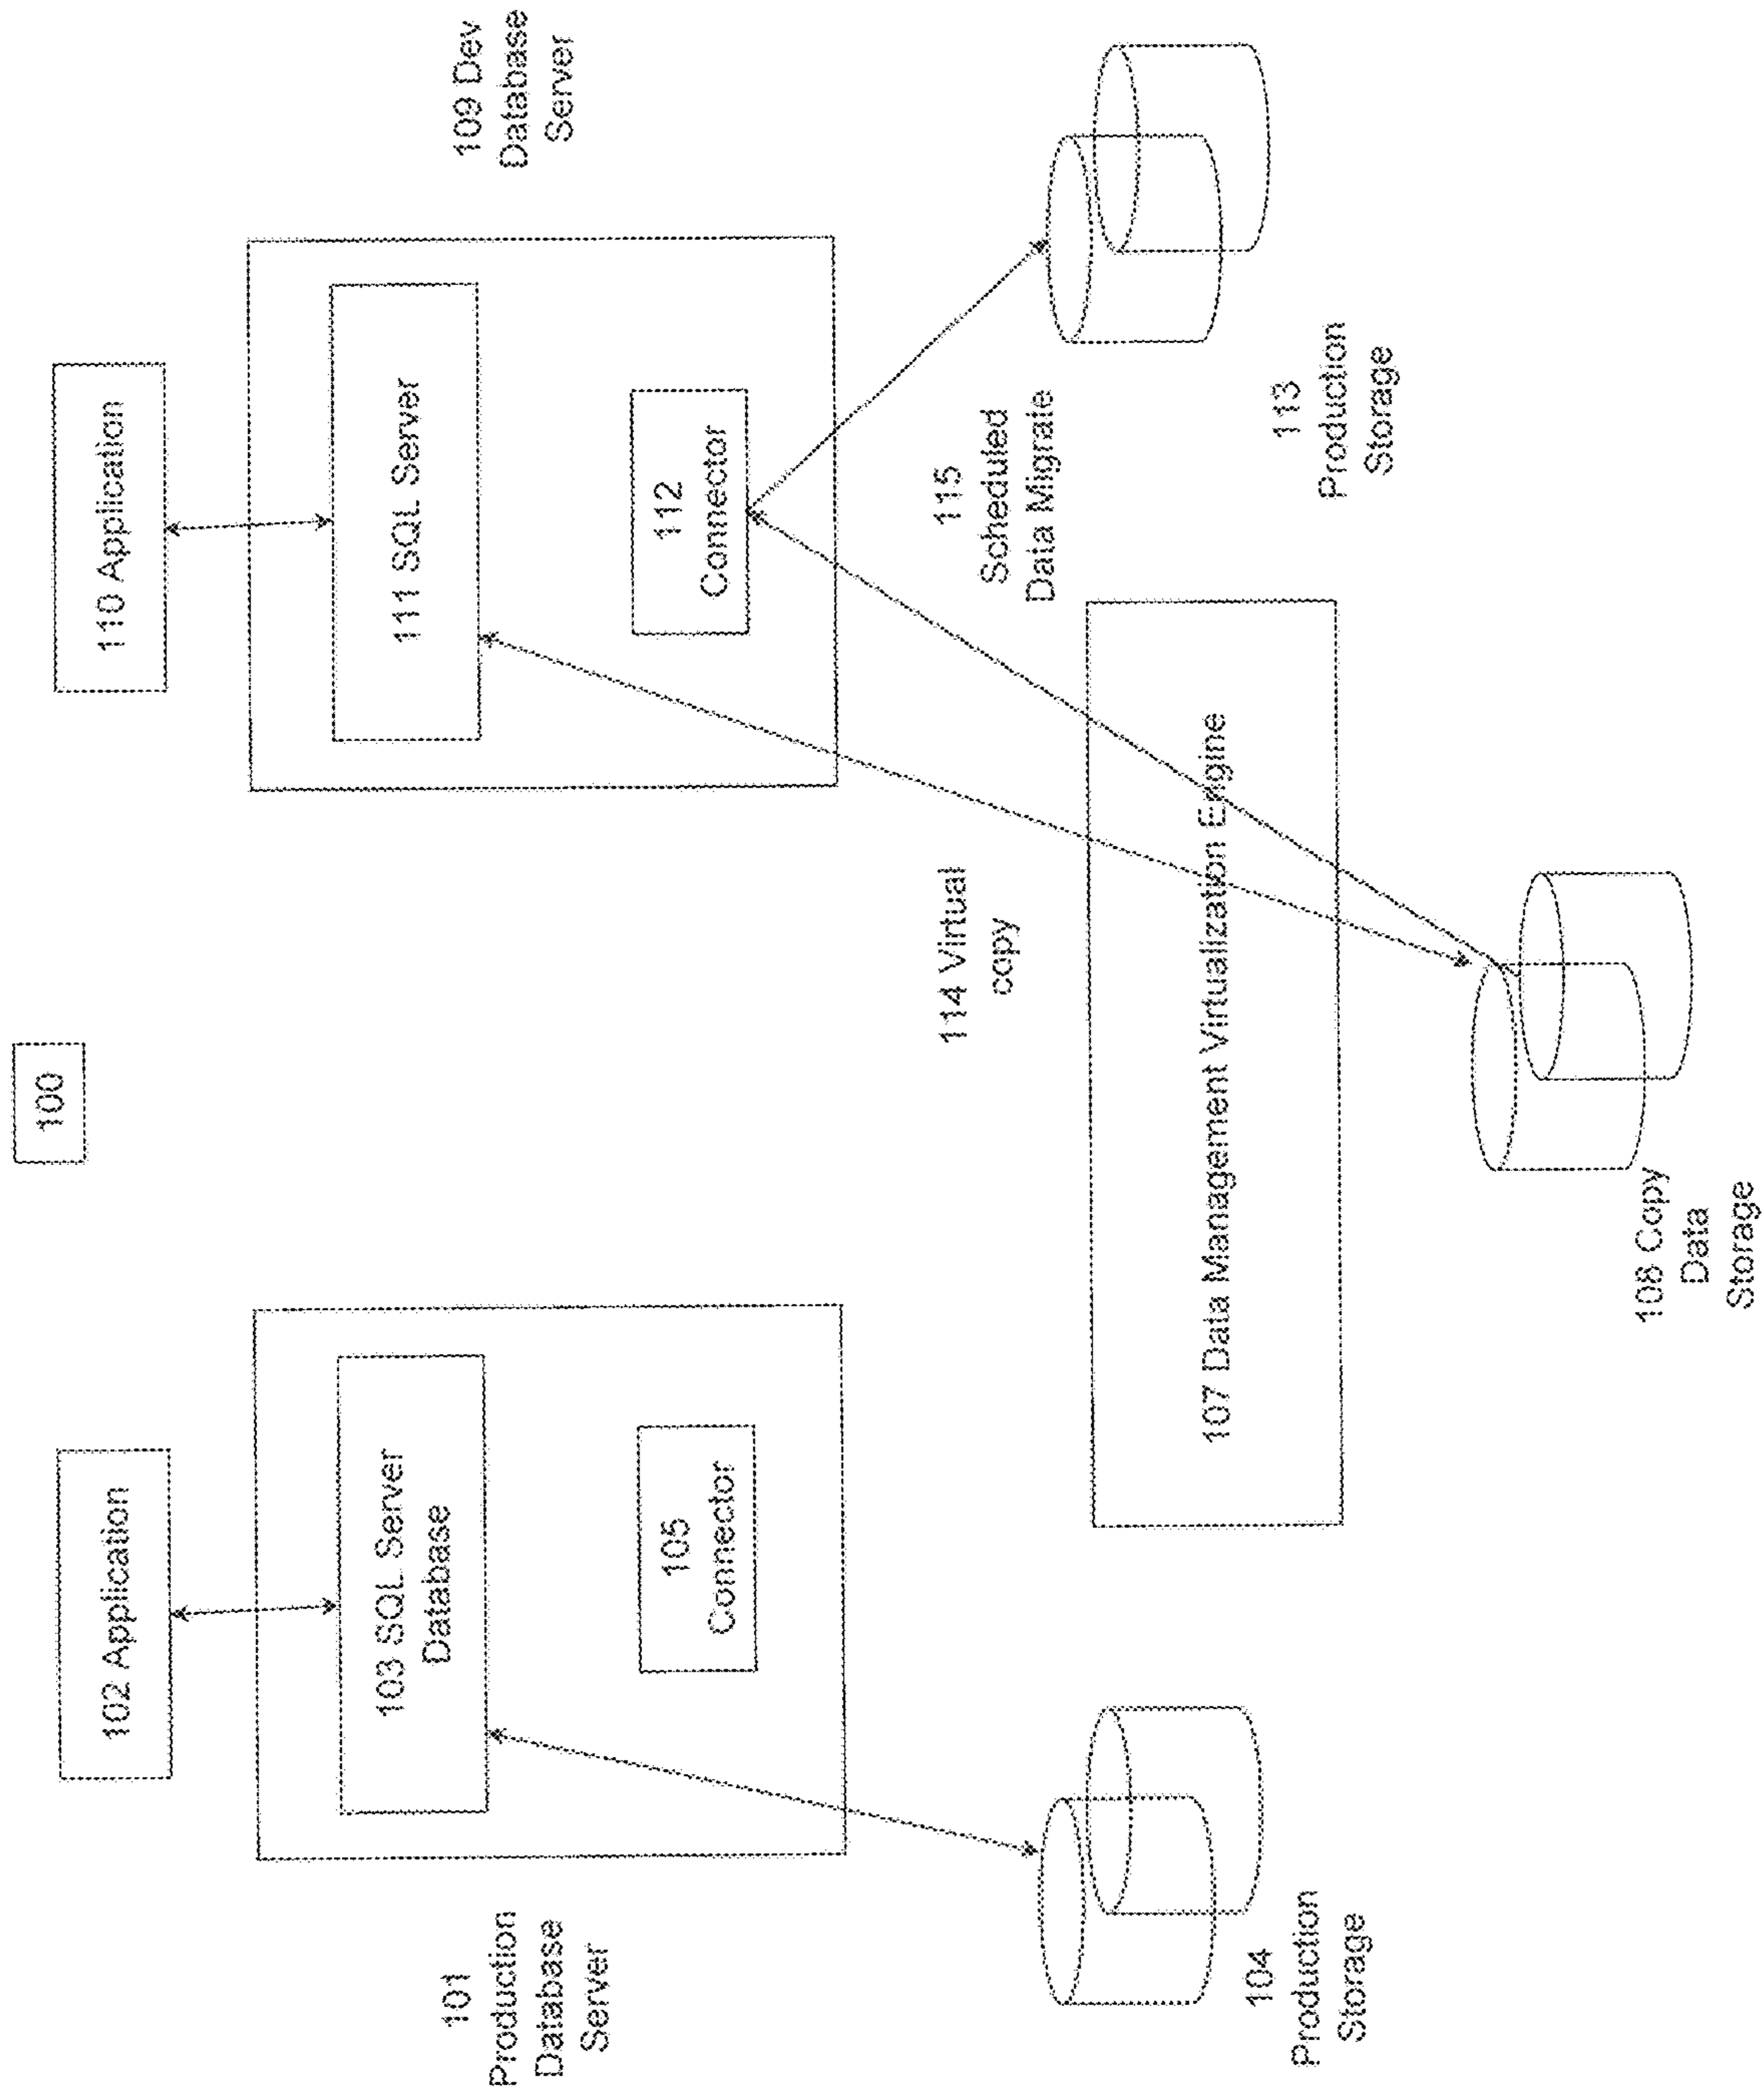 100
102 Application
110 Application
101
Production
Database
Server
103 SQL Server
Database
105
Connector
111 SQL Server
112
Connector
109 Dev
Database
Server
114 Virtual
copy
115
Scheduled
Data Migrate
107 Data Management Virtualization Engine
104
Production
Storage
113
Production
Storage
108 Copy
Data
Storage